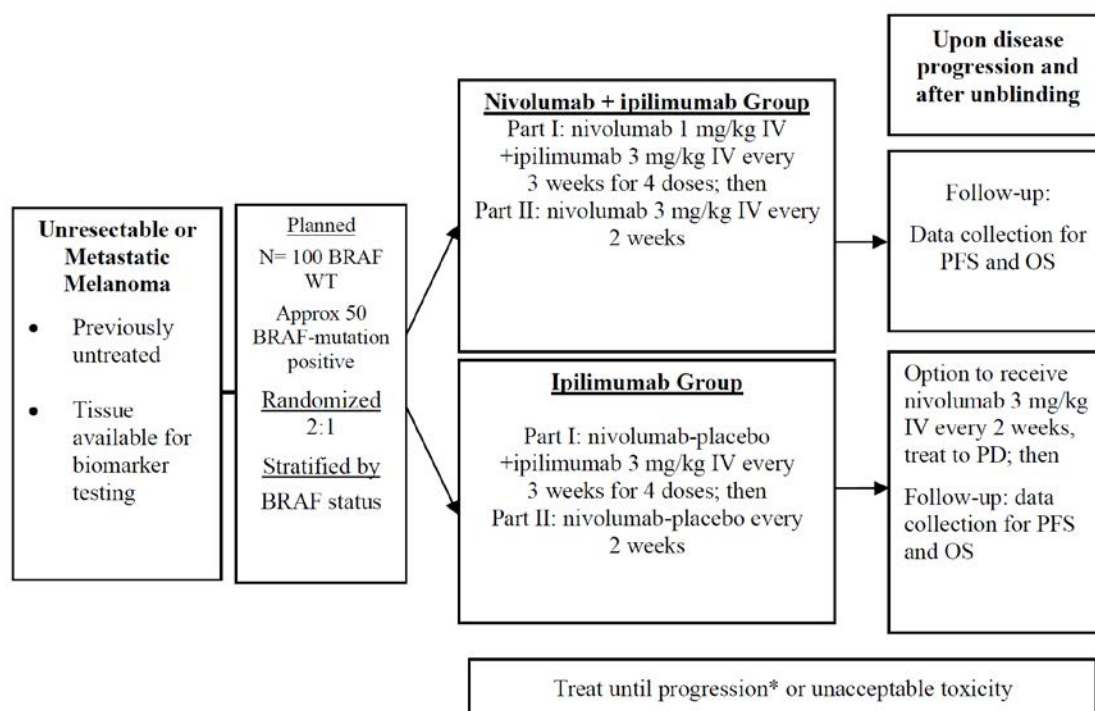 Unresectable or
Metastatic
Melanoma
• Previously
untreated
• Tissue
available for
biomarker
testing
Planned
N= 100 BRAF
WT
Approx 50
BRAF-mutation
positive
Randomized
2:1
Stratified by
BRAF status
Nivolumab + ipilimumab Group
Part I: nivolumab 1 mg/kg IV
+ipilimumab 3 mg/kg IV every
3 weeks for 4 doses; then
Part II: nivolumab 3 mg/kg IV every
2 weeks
Ipilimumab Group
Part I: nivolumab-placebo
+ipilimumab 3 mg/kg IV every
3 weeks for 4 doses; then
Part II: nivolumab-placebo every
2 weeks
Upon disease
progression and
after unblinding
Follow-up:
Data collection for
PFS and OS
Option to receive
nivolumab 3 mg/kg
IV every 2 weeks,
treat to PD; then
Follow-up: data
collection for PFS
and OS
Treat until progression* or unacceptable toxicity